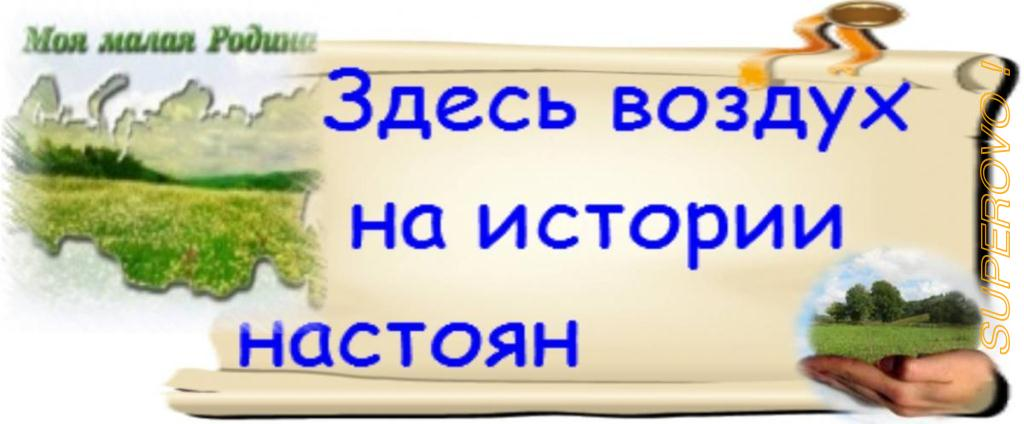 Моя малая Родина
Здесь воздух
на истории
настоян
SUPEROVO !